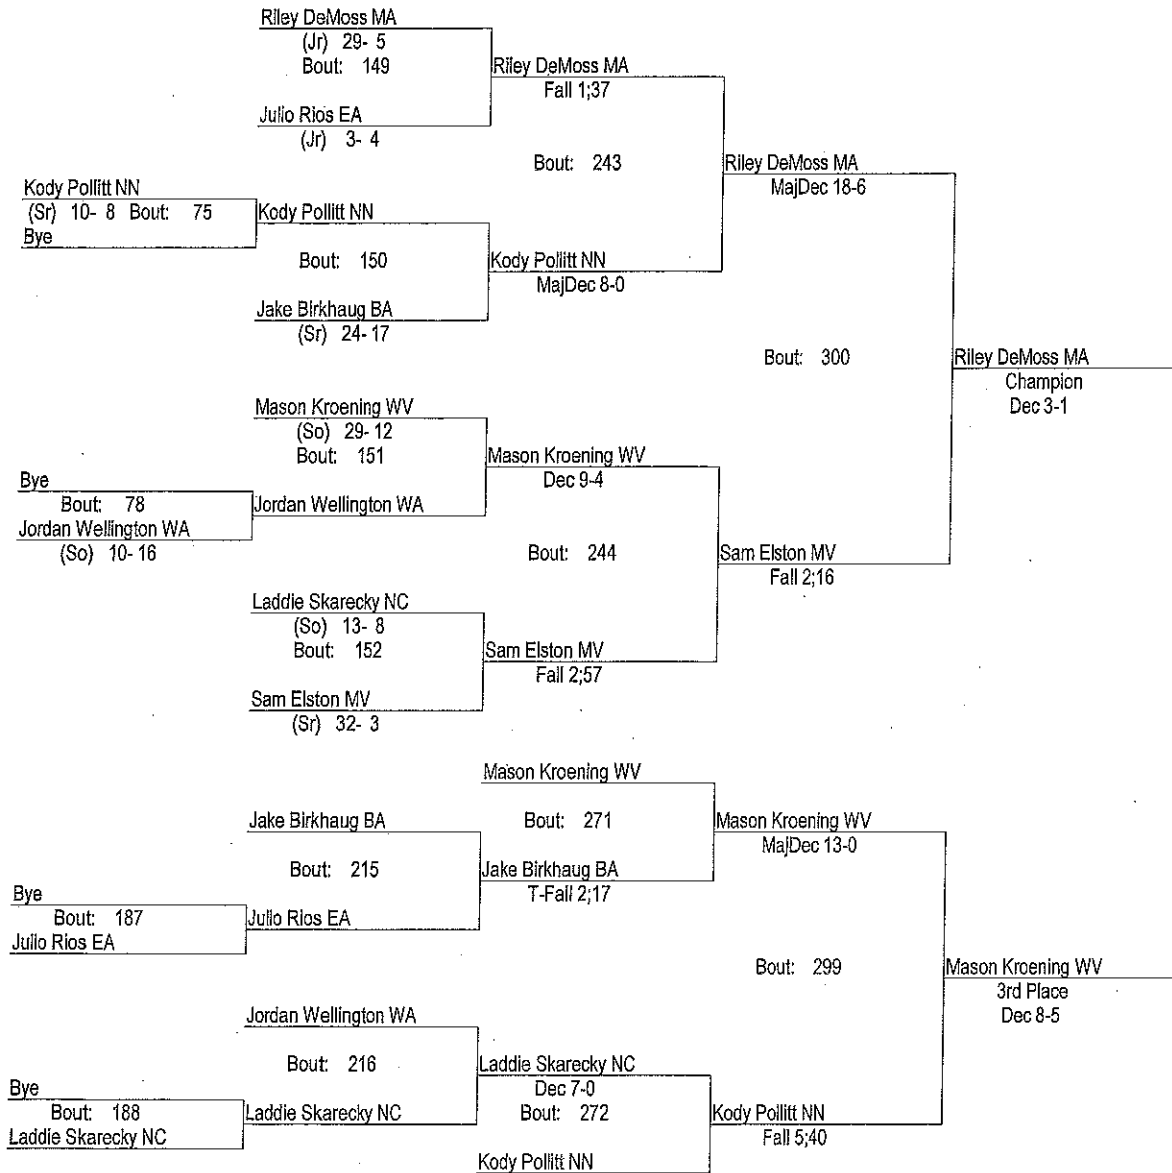 Riley DeMoss MA
(Jr) 29- 5
Bout: 149
Riley DeMoss MA
Fall 1;37
Julio Rios EA
(Jr) 3- 4
Bout: 243
Riley DeMoss MA
MajDec 18-6
Kody Pollitt NN
(Sr) 10- 8 Bout: 75
Bye
Kody Pollitt NN
Bout: 150
Kody Pollitt NN
MajDec 8-0
Jake Birkhaug BA
(Sr) 24- 17
Bout: 300
Riley DeMoss MA
Champion
Dec 3-1
Mason Kroening WV
(So) 29- 12
Bout: 151
Mason Kroening WV
Dec 9-4
Bye
Bout: 78
Jordan Wellington WA
(So) 10- 16
Jordan Wellington WA
Bout: 244
Sam Elston MV
Fall 2;16
Laddie Skarecky NC
(So) 13- 8
Bout: 152
Sam Elston MV
Fall 2;57
Sam Elston MV
(Sr) 32- 3
Mason Kroening WV
Jake Birkhaug BA
Bout: 271
Mason Kroening WV
MajDec 13-0
Bout: 215
Jake Birkhaug BA
T-Fall 2;17
Bye
Bout: 187
Julio Rios EA
Julio Rios EA
Bout: 299
Mason Kroening WV
3rd Place
Dec 8-5
Jordan Wellington WA
Bout: 216
Laddie Skarecky NC
Dec 7-0
Bout: 272
Bye
Bout: 188
Laddie Skarecky NC
Laddie Skarecky NC
Kody Pollitt NN
Fall 5;40
Kody Pollitt NN